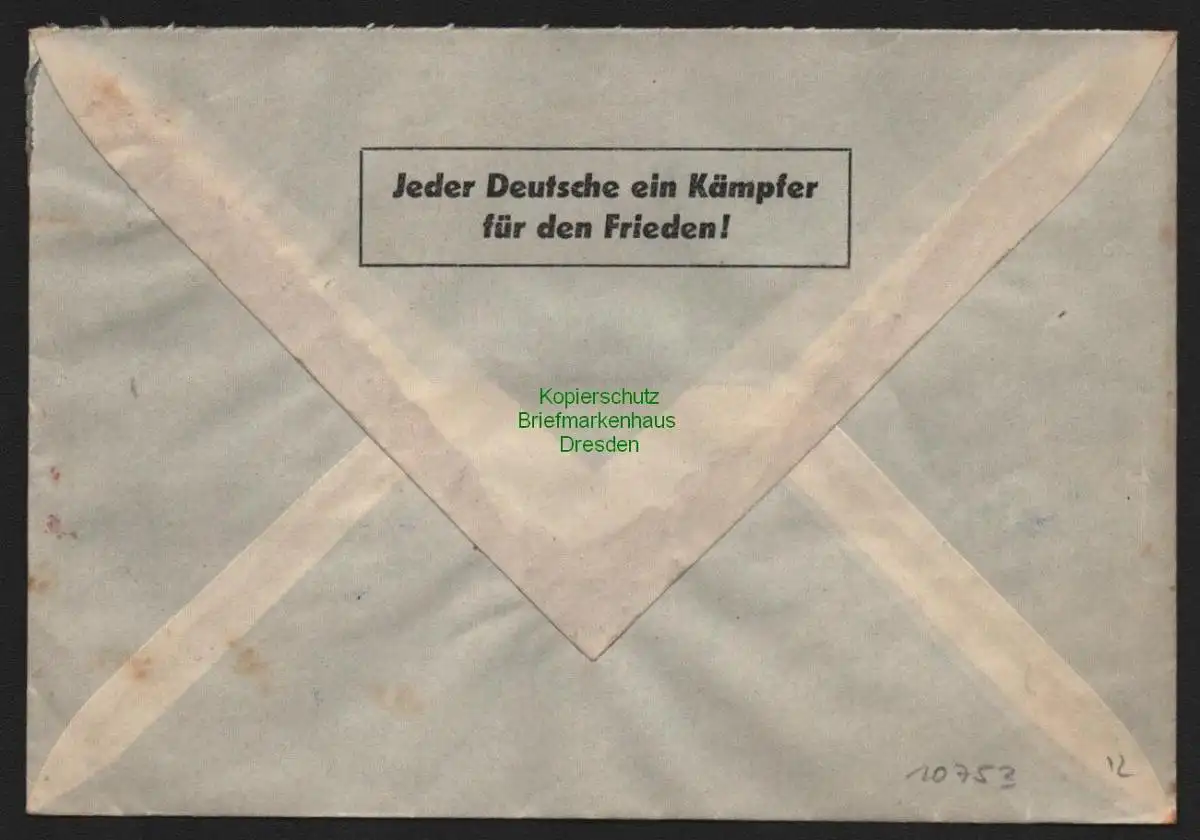 Jeder Deutsche ein Kämpfer
für den Frieden!
Kopierschutz
Briefmarkenhaus
Dresden
10753
12